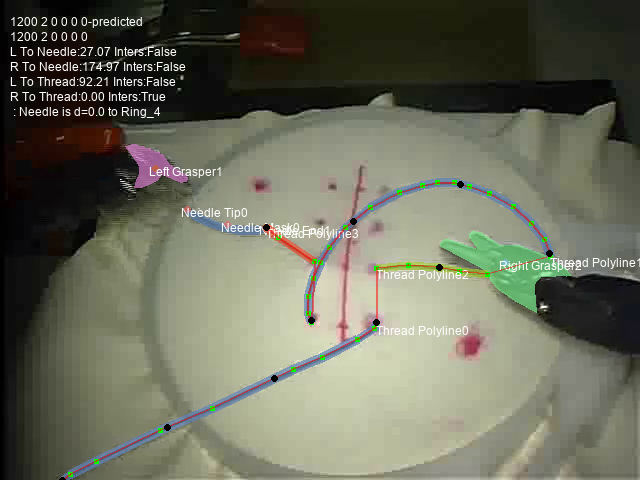 1200 2 0 0 0 0-predicted
1200 2 0 0 0 0
L To Needle:27.07 Inters:False
R To Needle:174.97 Inters:False
L To Thread:92.21 Inters:False
R To Thread:0.00 Inters:True
: Needle is d=0.0 to Ring_4
Left Grasper1
Needle Tip0
Needle Mask0
Thread Polyline3
Thread Polyline1
Right Grasper2
Thread Polyline2
Thread Polyline0